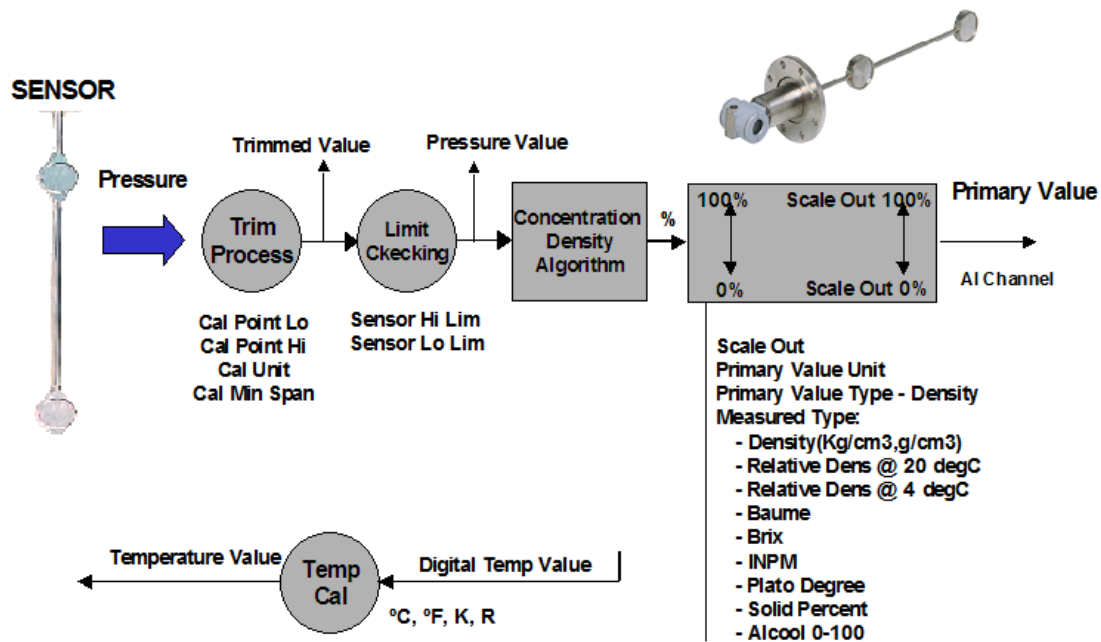 SENSOR
Pressure
Trimmed Value
Pressure Value
Trim
Process
Limit
Ckecking
Concentration
Density
Algorithm
%
100%
Scale Out 100%
0%
Scale Out 0%
Primary Value
AI Channel
Cal Point Lo
Cal Point Hi
Cal Unit
Cal Min Span
Sensor Hi Lim
Sensor Lo Lim
Scale Out
Primary Value Unit
Primary Value Type - Density
Measured Type:
- Density(Kg/cm3,g/cm3)
- Relative Dens @ 20 degC
- Relative Dens @ 4 degC
- Baume
- Brix
- INPM
- Plato Degree
- Solid Percent
- Alcool 0-100
Temperature Value
Temp
Cal
Digital Temp Value
ºC, ºF, K, R